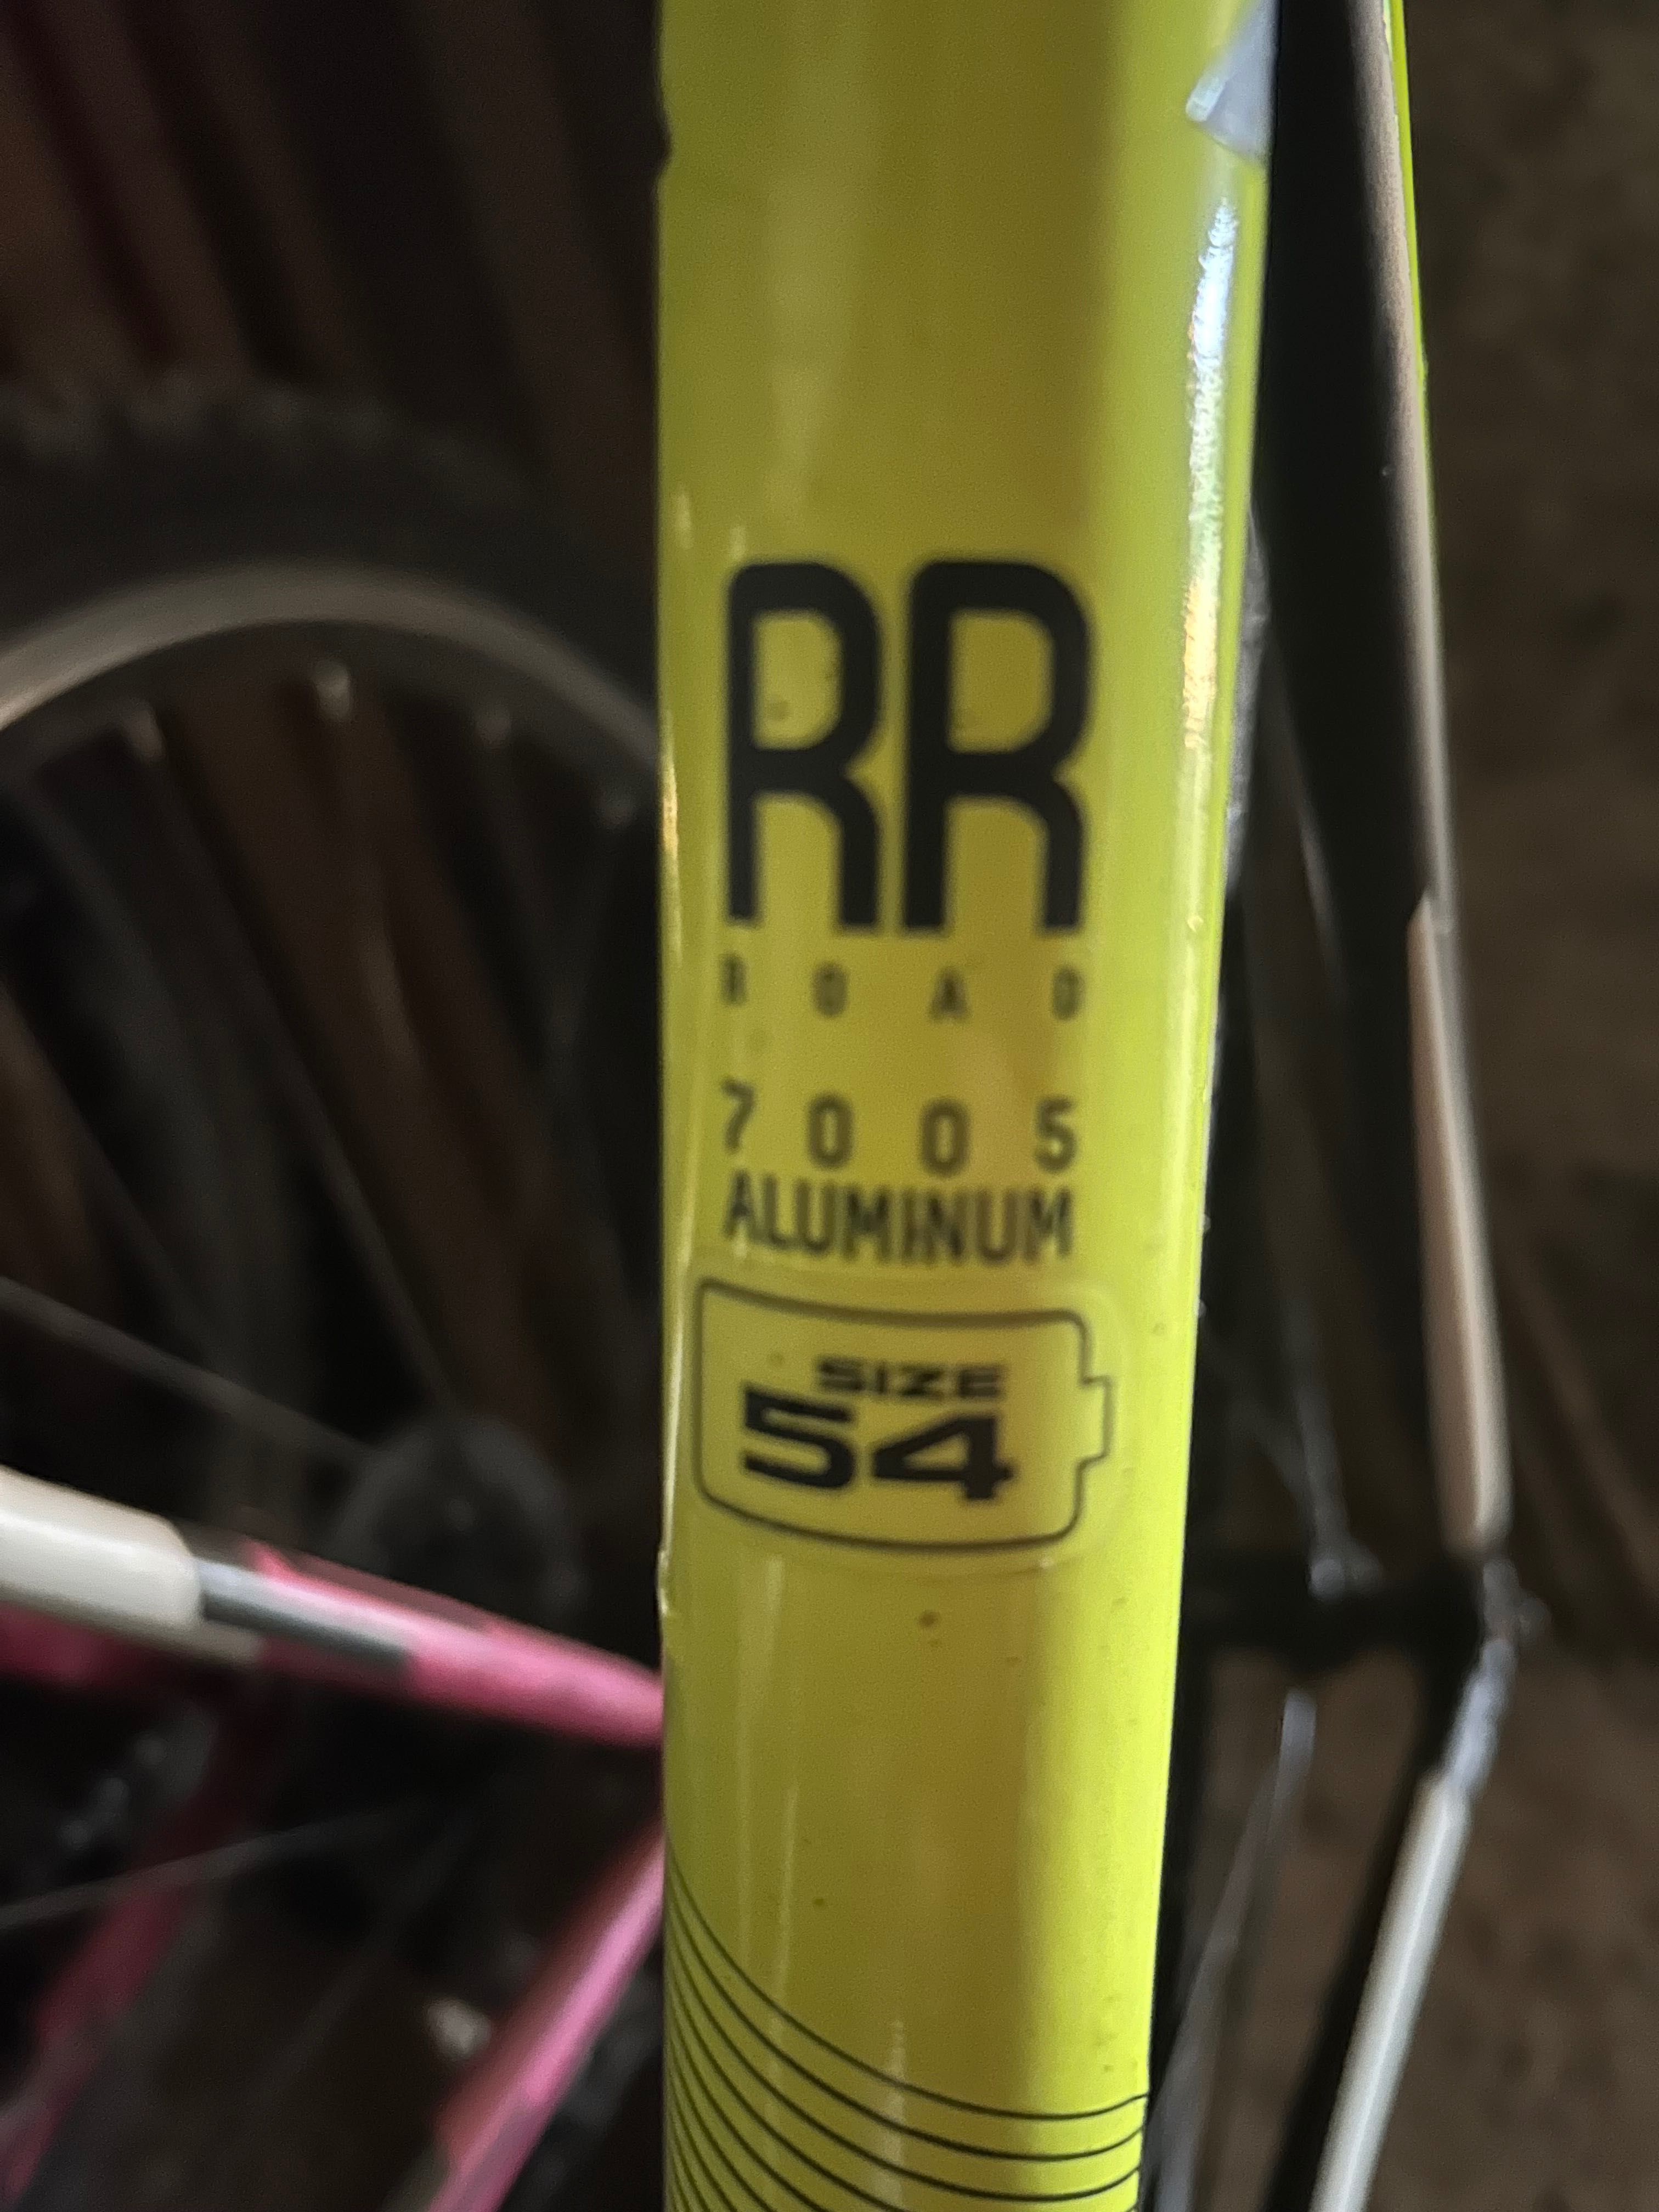 RR
ROAD
7005
ALUMINUM
SIZE
54